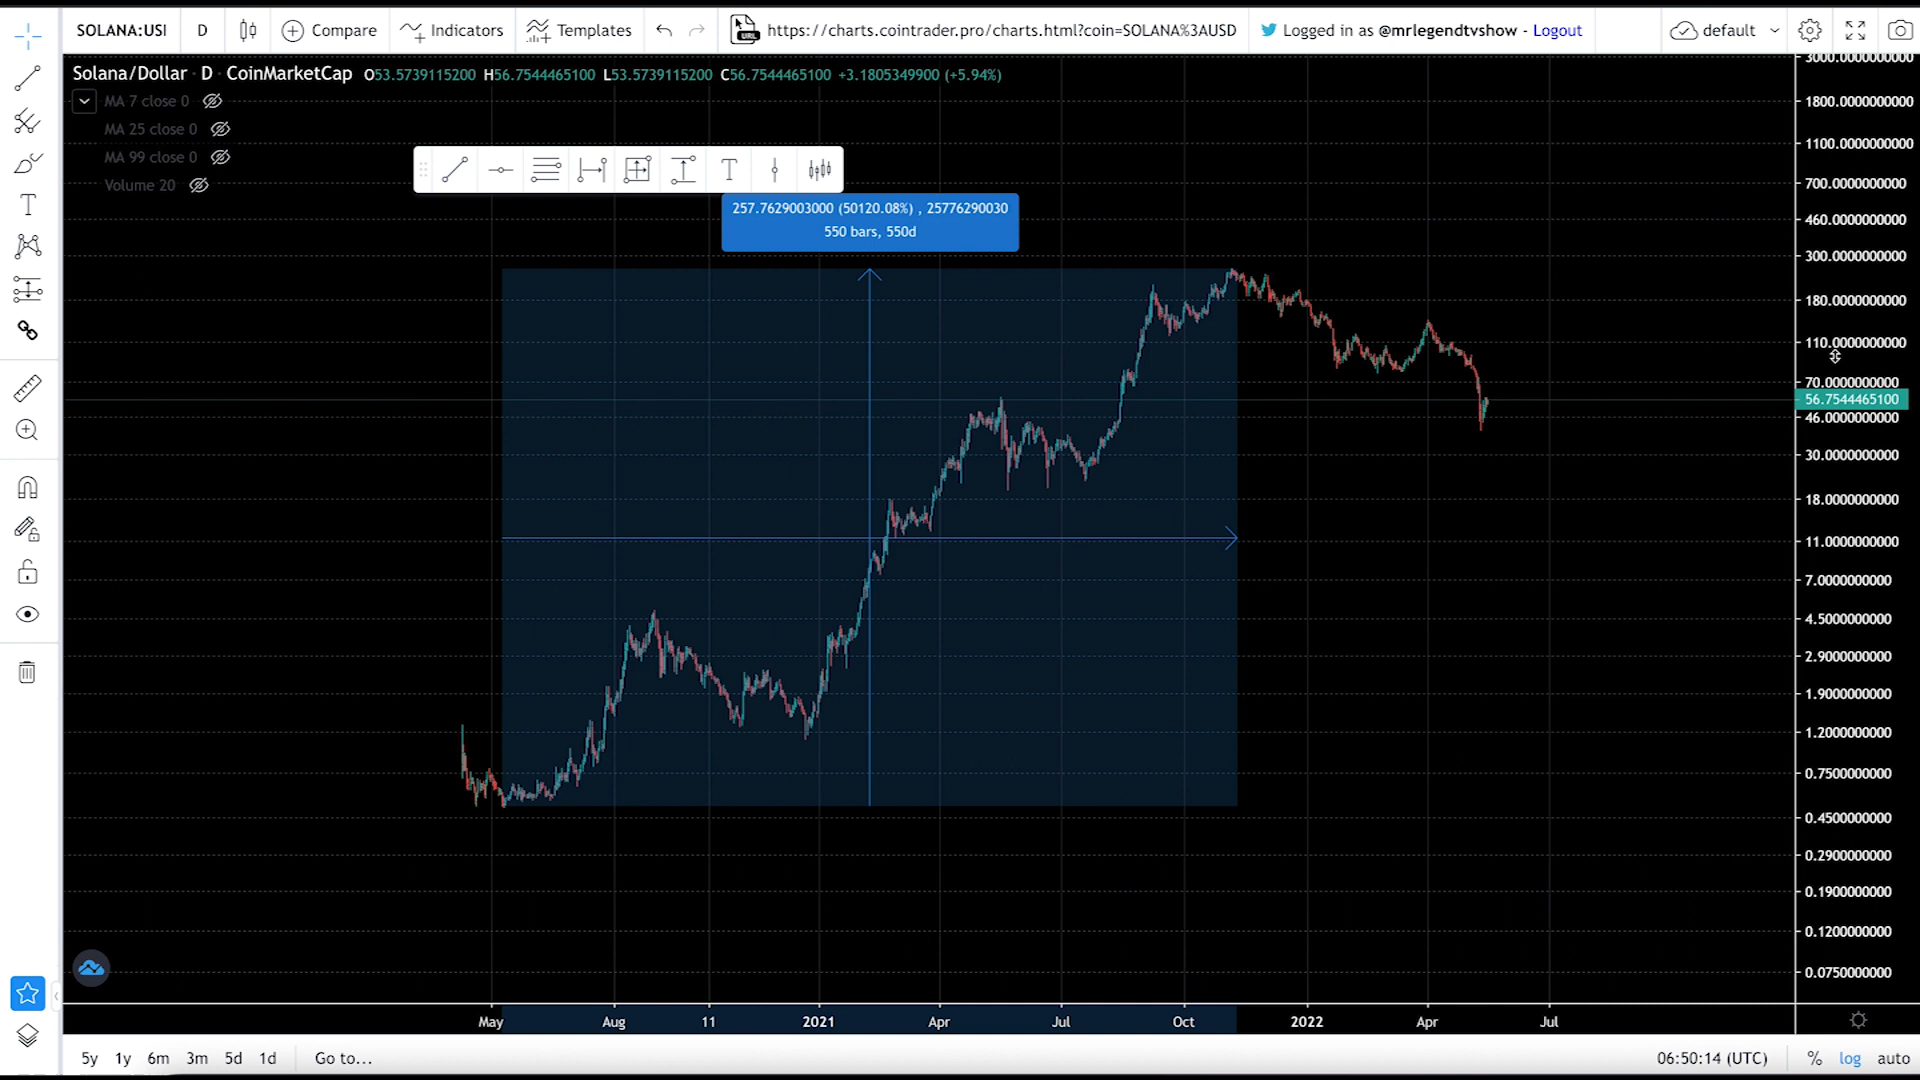 SOLANA:USI D Compare Indicators Templates https://charts.cointrader.pro/charts.html?coin=SOLANA%3AUSD Logged in as @mrlegendtvshow - Logout default
Solana/Dollar · D · CoinMarketCap O53.5739115200 H56.7544465100 L53.5739115200 C56.7544465100 +3.1805349900 (+5.94%)
MA 7 close 0
MA 25 close 0
MA 99 close 0
Volume 20
T
T
URL
257.7629003000 (50120.08%) , 25776290030
550 bars, 550d
3000.0000000000
1800.0000000000
1100.0000000000
700.0000000000
460.0000000000
300.0000000000
180.0000000000
110.0000000000
70.0000000000
56.7544465100
46.0000000000
30.0000000000
18.0000000000
11.0000000000
7.0000000000
4.5000000000
2.9000000000
1.9000000000
1.2000000000
0.7500000000
0.4500000000
0.2900000000
0.1900000000
0.1200000000
0.0750000000
May Aug 11 2021 Apr Jul Oct 2022 Apr Jul
5y 1y 6m 3m 5d 1d Go to... 06:50:14 (UTC) % log auto